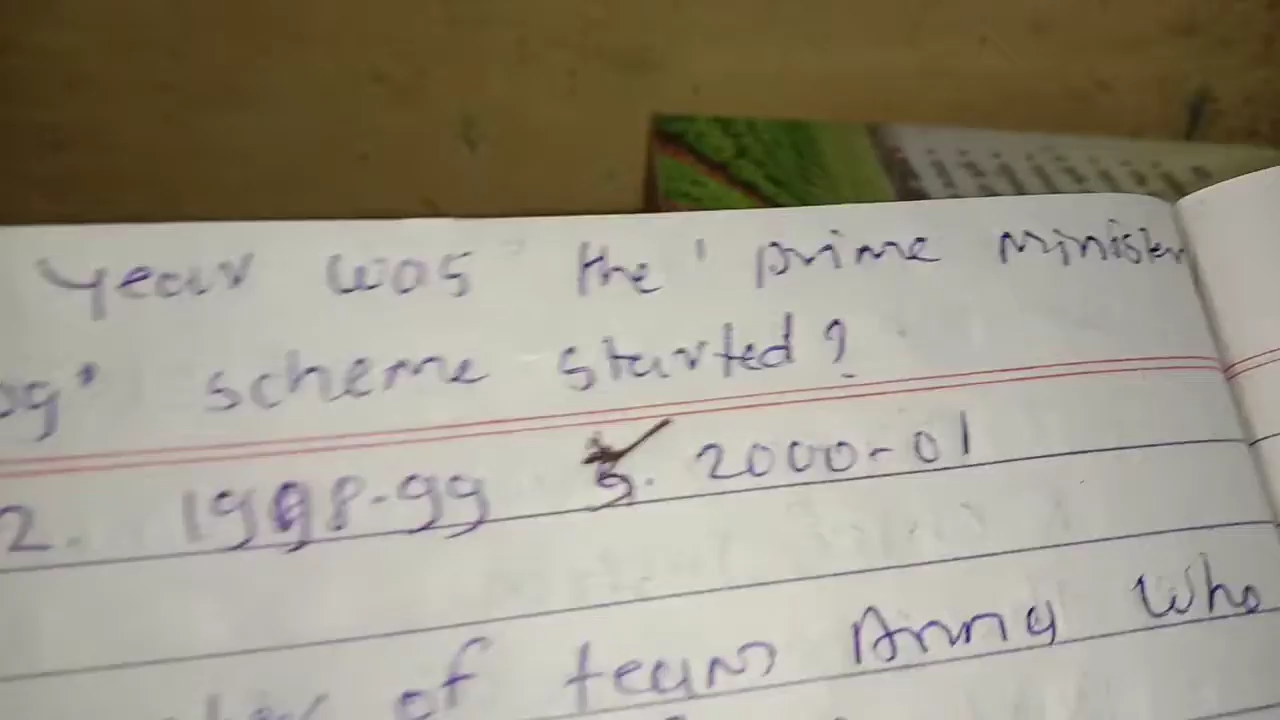 year was the ' prime minister
scheme started?
2. 1998-99 3. 2000-01
of team Army who